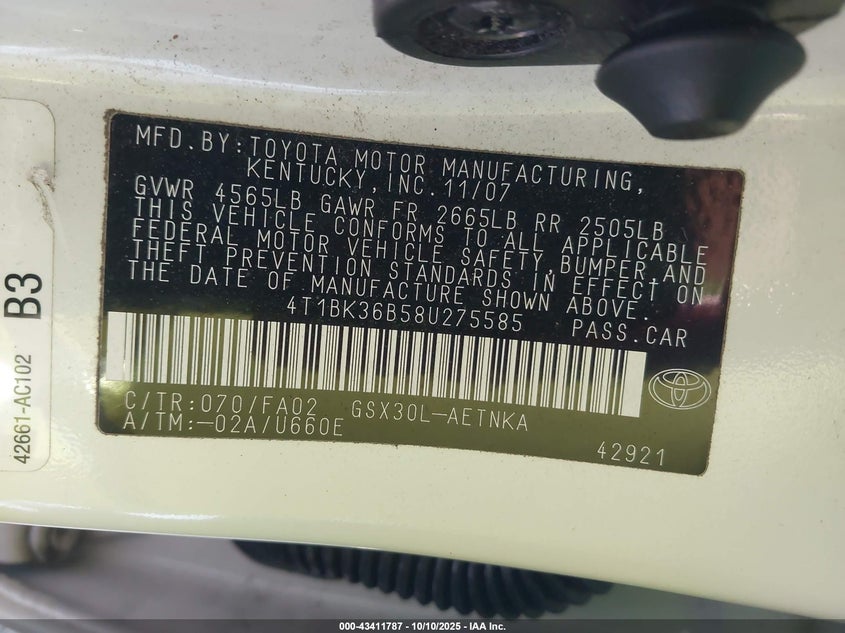 MFD.BY:TOYOTA MOTOR MANUFACTURING,
KENTUCKY,INC.11/07
GVWR 4565LB GAWR FR 2665LB RR 2505LB
THIS VEHICLE CONFORMS TO ALL APPLICABLE
FEDERAL MOTOR VEHICLE SAFETY,BUMPER AND
THEFT PREVENTION STANDARDS IN EFFECT ON
THE DATE OF MANUFACTURE SHOWN ABOVE.
4T1BK36B58U275585 PASS.CAR
C/TR:070/FA02 GSX30L-AETNKA
A/TM:-02A/U660E
42921
42661-AC102 B3
000-43411787 - 10/10/2025 - IAA Inc.